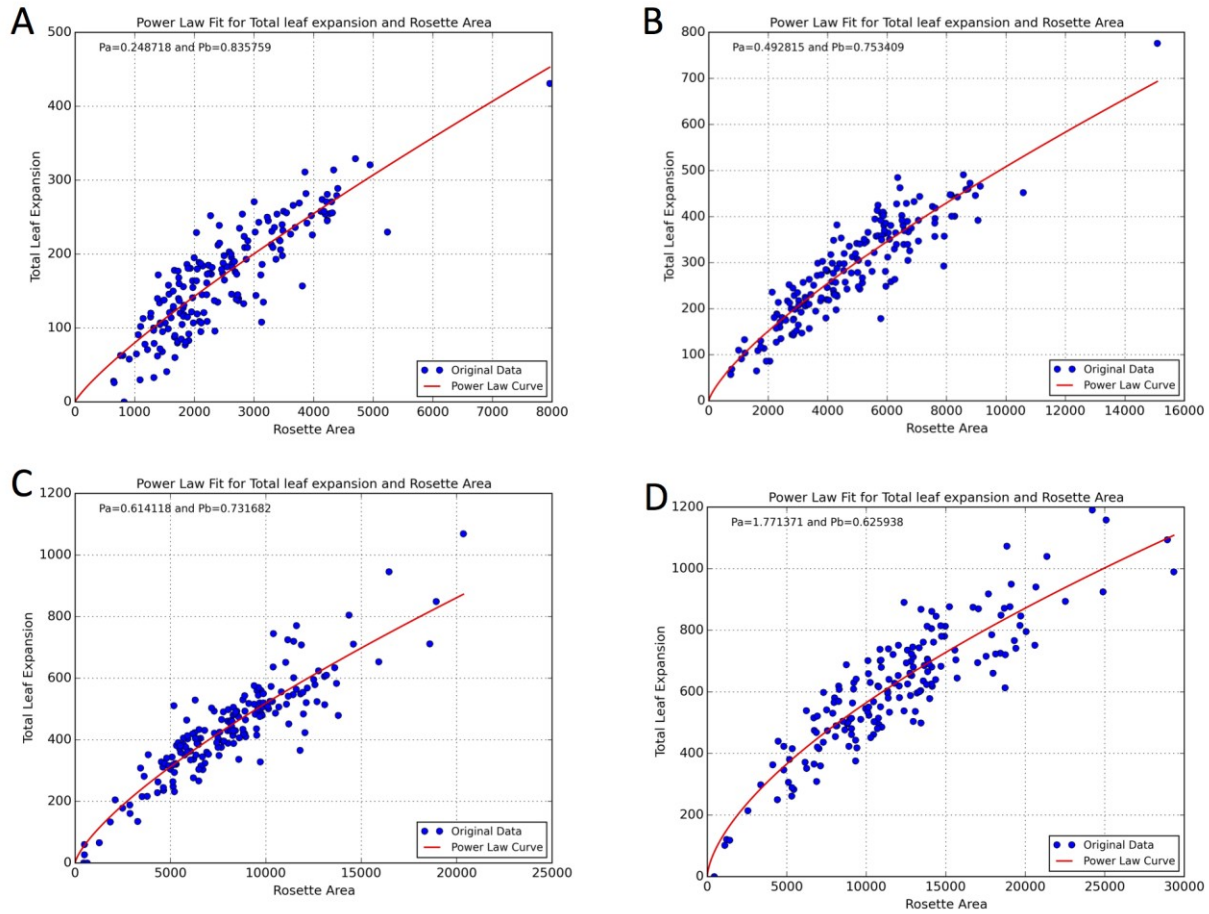 A
Power Law Fit for Total leaf expansion and Rosette Area
Pa=0.248718 and Pb=0.835759
500
400
300
200
100
0
Total Leaf Expansion
0 1000 2000 3000 4000 5000 6000 7000 8000
Rosette Area
Original Data
Power Law Curve
B
Power Law Fit for Total leaf expansion and Rosette Area
Pa=0.492815 and Pb=0.753409
800
700
600
500
400
300
200
100
0
Total Leaf Expansion
0 2000 4000 6000 8000 10000 12000 14000 16000
Rosette Area
Original Data
Power Law Curve
C
Power Law Fit for Total leaf expansion and Rosette Area
Pa=0.614118 and Pb=0.731682
1200
1000
800
600
400
200
0
Total Leaf Expansion
0 5000 10000 15000 20000 25000
Rosette Area
Original Data
Power Law Curve
D
Power Law Fit for Total leaf expansion and Rosette Area
Pa=1.771371 and Pb=0.625938
1200
1000
800
600
400
200
0
Total Leaf Expansion
0 5000 10000 15000 20000 25000 30000
Rosette Area
Original Data
Power Law Curve